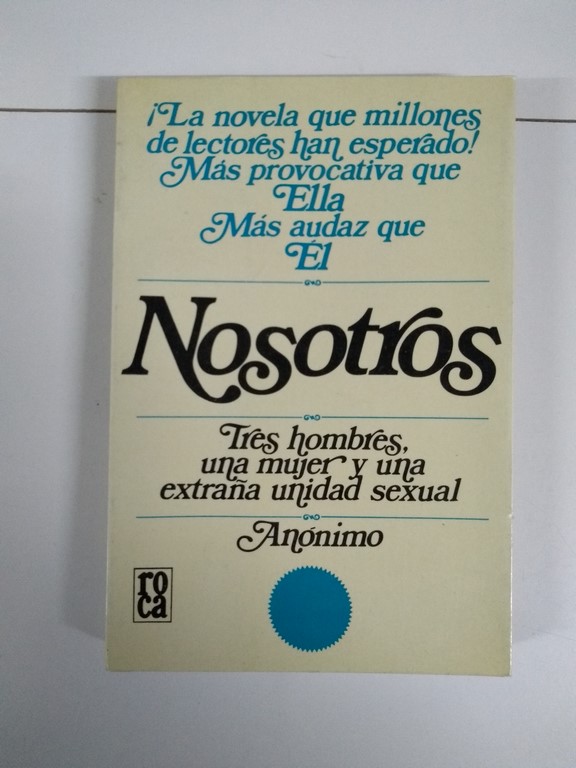 ¡La novela que millones
de lectores han esperado!
Más provocativa que
Ella
Más audaz que
Él
Nosotros
Tres hombres,
una mujer y una
extraña unidad sexual
Anónimo
ro
ca